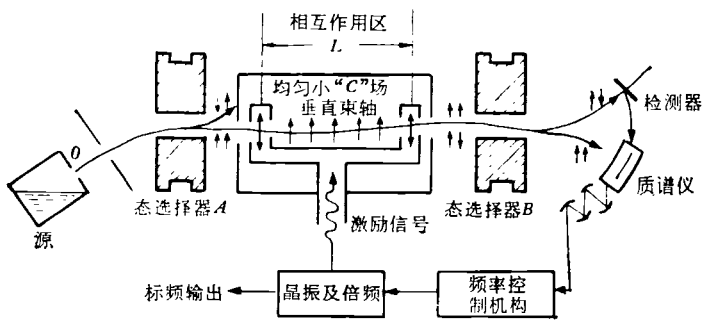 相互作用区
L
均匀小“C”场
垂直束轴
检测器
O
态选择器A
态选择器B
质谱仪
源
激励信号
标频输出
晶振及倍频
频率控
制机构